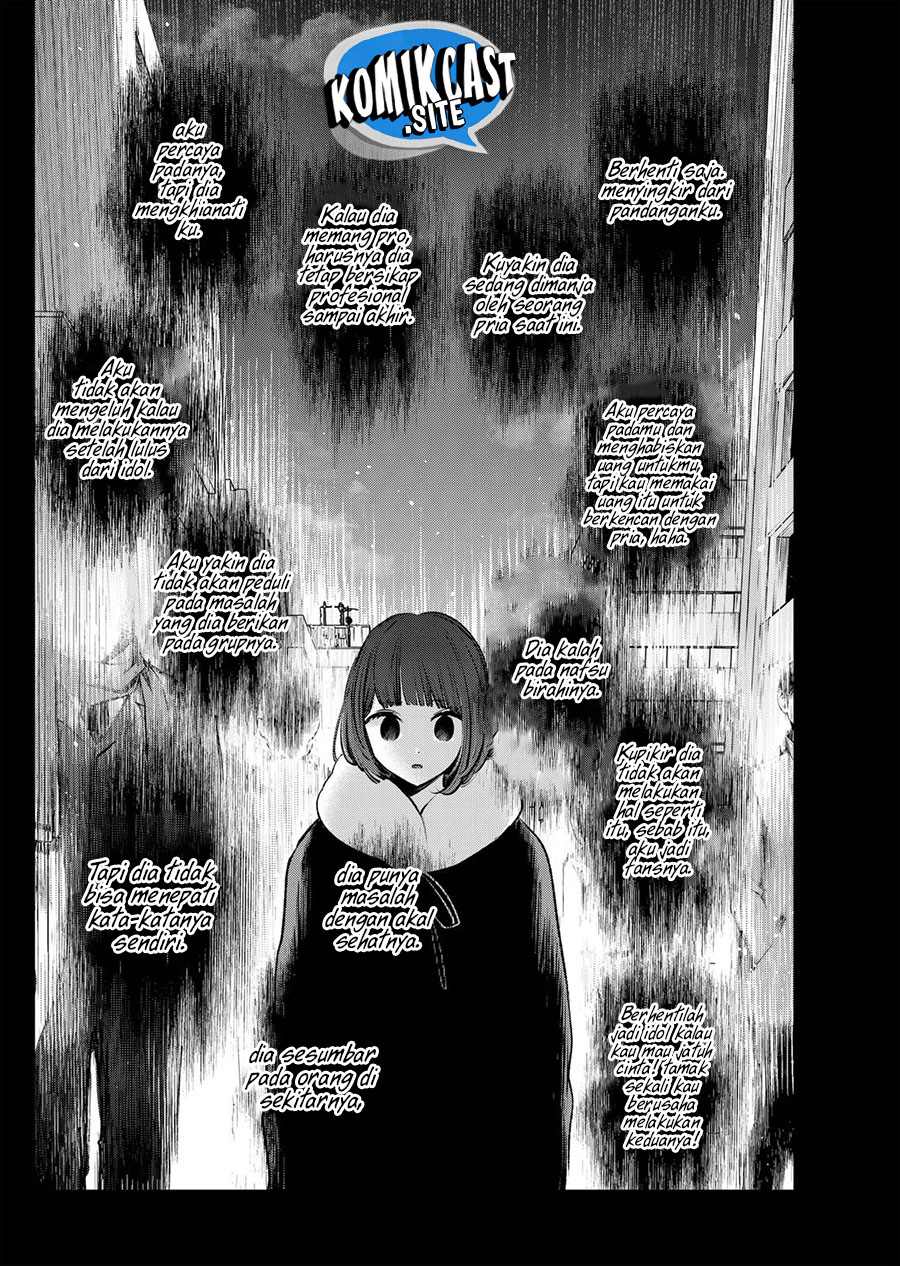 KOMIKCAST
.SITE
Berhenti saja.
menyingkir dari
pandanganku.
Kuyakin dia
sedang dimanja
oleh seorang
pria saat ini.
Kalau dia
memang pro,
harusnya dia
tetap bersikap
profesional
sampai akhir.
aku
percaya
padanya,
tapi dia
mengkhianati
ku.
Aku percaya
padamu dan
menghabiskan
uang untukmu,
tapi kau memakai
uang itu untuk
berkencan dengan
pria, haha.
Aku
tidak akan
mengeluh kalau
dia melakukannya
setelah lulus
dari idol.
Aku yakin dia
tidak akan peduli
pada masalah
yang dia berikan
pada grupnya.
Dia kalah
pada nafsu
birahinya.
Kupikir dia
tidak akan
melakukan
hal seperti
itu, sebab itu,
aku jadi
fansnya.
dia punya
masalah
dengan akal
sehatnya.
Tapi dia tidak
bisa menepati
kata-katanya
sendiri.
Berhentilah
jadi idol kalau
kau mau jatuh
cinta! tamak
sekali kau
berusaha
melakukan
keduanya!
dia sesumbar
pada orang di
sekitarnya,